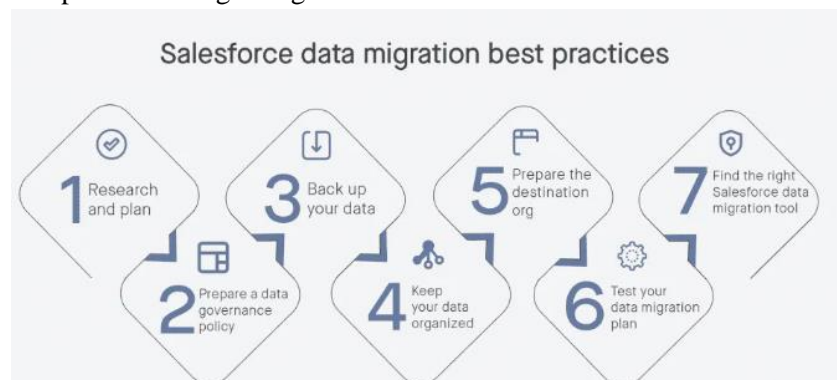 Salesforce data migration best practices
1 Research
and plan
2 Prepare a data
governance
policy
3 Back up
your data
4 Keep
your data
organized
5 Prepare the
destination
org
6 Test your
data migration
plan
7 Find the right
Salesforce data
migration tool